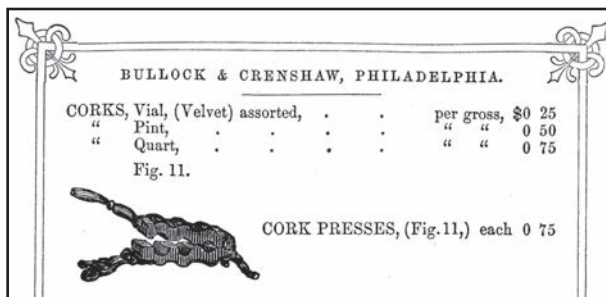 BULLOCK & CRENSHAW, PHILADELPHIA.
CORKS, Vial, (Velvet) assorted, . . per gross, $0 25
“ Pint, . . . . “ “ 0 50
“ Quart, . . . . “ “ 0 75
Fig. 11.
CORK PRESSES, (Fig. 11,) each 0 75